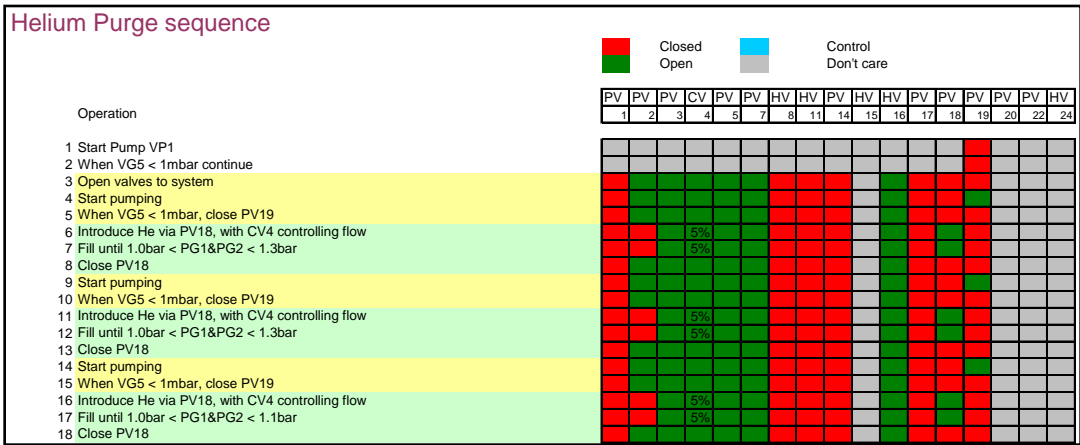 Helium Purge sequence
Closed Control
Open Don't care
PV PV PV CV PV PV HV HV PV HV HV PV PV PV PV PV HV
Operation 1 2 3 4 5 7 8 11 14 15 16 17 18 19 20 22 24
1 Start Pump VP1
2 When VG5 < 1mbar continue
3 Open valves to system
4 Start pumping
5 When VG5 < 1mbar, close PV19
6 Introduce He via PV18, with CV4 controlling flow 5%
7 Fill until 1.0bar < PG1&PG2 < 1.3bar 5%
8 Close PV18
9 Start pumping
10 When VG5 < 1mbar, close PV19
11 Introduce He via PV18, with CV4 controlling flow 5%
12 Fill until 1.0bar < PG1&PG2 < 1.3bar 5%
13 Close PV18
14 Start pumping
15 When VG5 < 1mbar, close PV19
16 Introduce He via PV18, with CV4 controlling flow 5%
17 Fill until 1.0bar < PG1&PG2 < 1.1bar 5%
18 Close PV18